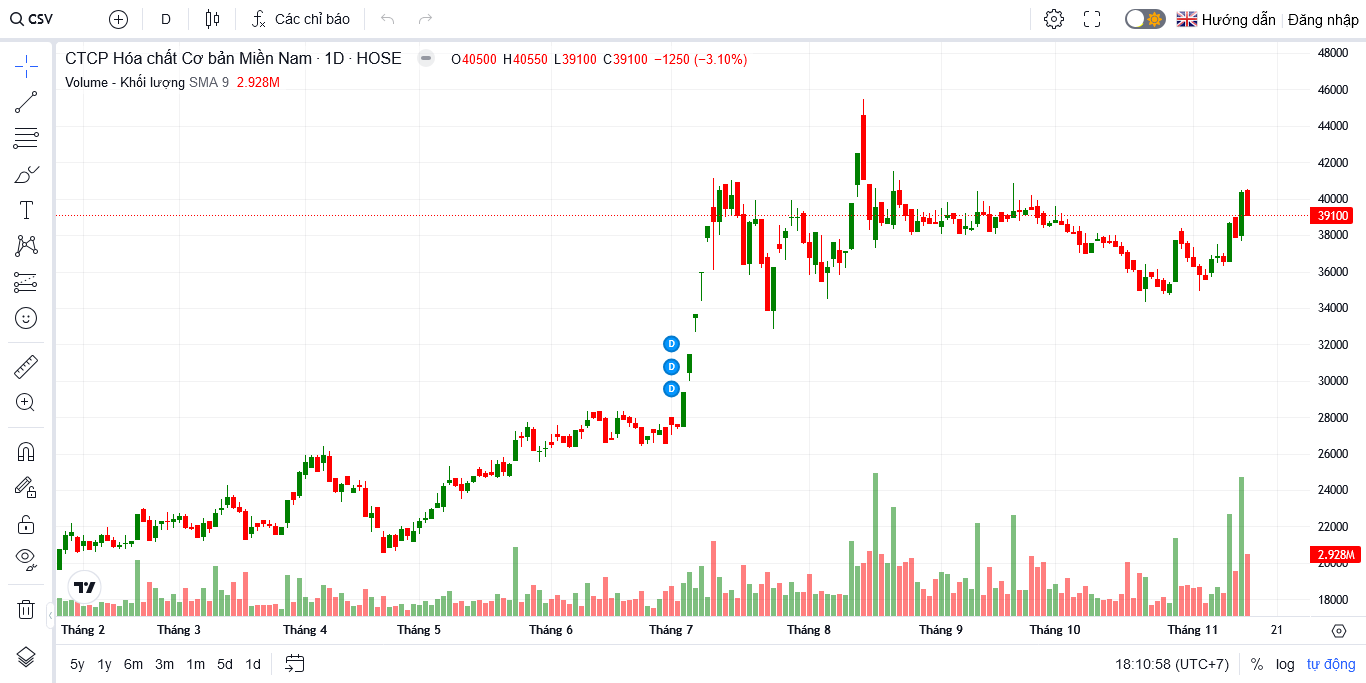 CSV D Các chỉ báo Hướng dẫn Đăng nhập
CTCP Hóa chất Cơ bản Miền Nam · 1D · HOSE O40500 H40550 L39100 C39100 −1250 (−3.10%)
Volume - Khối lượng SMA 9 2.928M
48000
46000
44000
42000
40000
39100
38000
36000
34000
32000
30000
28000
26000
24000
22000
2.928M
20000
18000
D
D
D
Tháng 2 Tháng 3 Tháng 4 Tháng 5 Tháng 6 Tháng 7 Tháng 8 Tháng 9 Tháng 10 Tháng 11 21
5y 1y 6m 3m 1m 5d 1d 18:10:58 (UTC+7) % log tự động